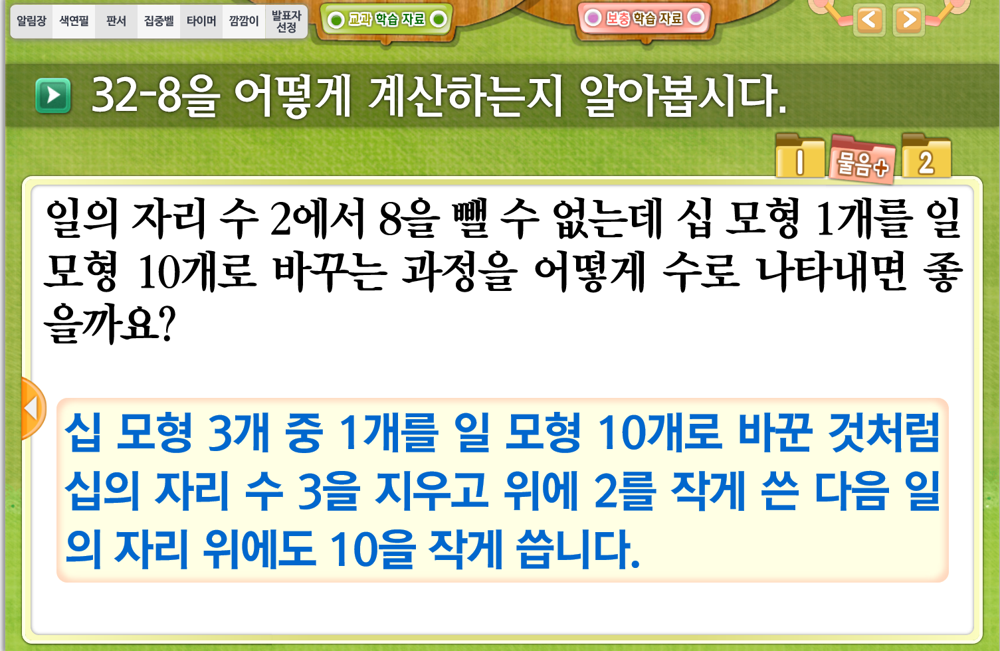 알림장 색연필 판서 집중벨 타이머 깜깜이 발표자 선정
교과 학습 자료
보충 학습 자료
32-8을 어떻게 계산하는지 알아봅시다.
1 물음+ 2
일의 자리 수 2에서 8을 뺄 수 없는데 십 모형 1개를 일
모형 10개로 바꾸는 과정을 어떻게 수로 나타내면 좋
을까요?
십 모형 3개 중 1개를 일 모형 10개로 바꾼 것처럼
십의 자리 수 3을 지우고 위에 2를 작게 쓴 다음 일
의 자리 위에도 10을 작게 씁니다.